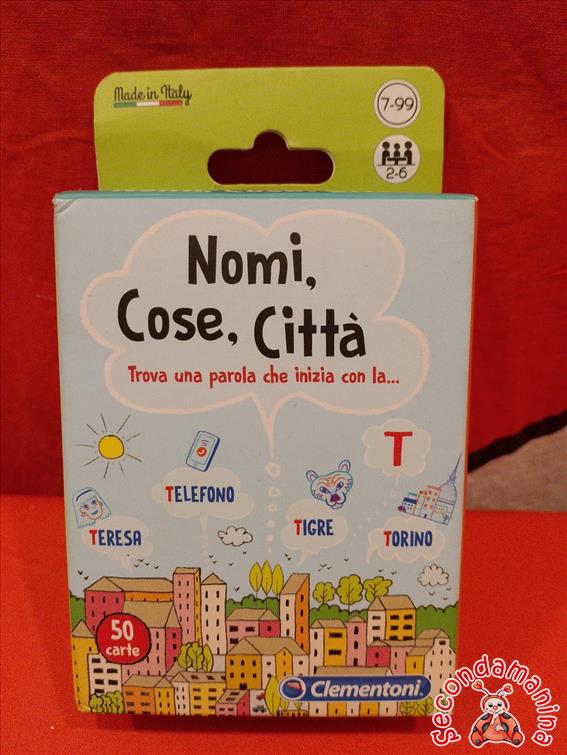 Made in Italy
7-99
2-6
Nomi,
Cose, Città
Trova una parola che inizia con la...
T
TELEFONO
TERESA
TIGRE
TORINO
50
carte
Clementoni
secondamanina